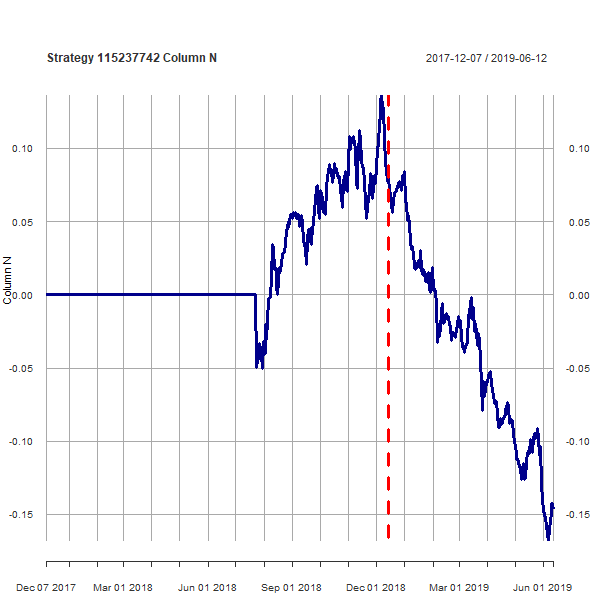 Strategy 115237742 Column N
2017-12-07 / 2019-06-12
0.10
0.10
0.05
0.05
Column N
0.00
0.00
-0.05
-0.05
-0.10
-0.10
-0.15
-0.15
Dec 07 2017
Mar 01 2018
Jun 01 2018
Sep 01 2018
Dec 01 2018
Mar 01 2019
Jun 01 2019